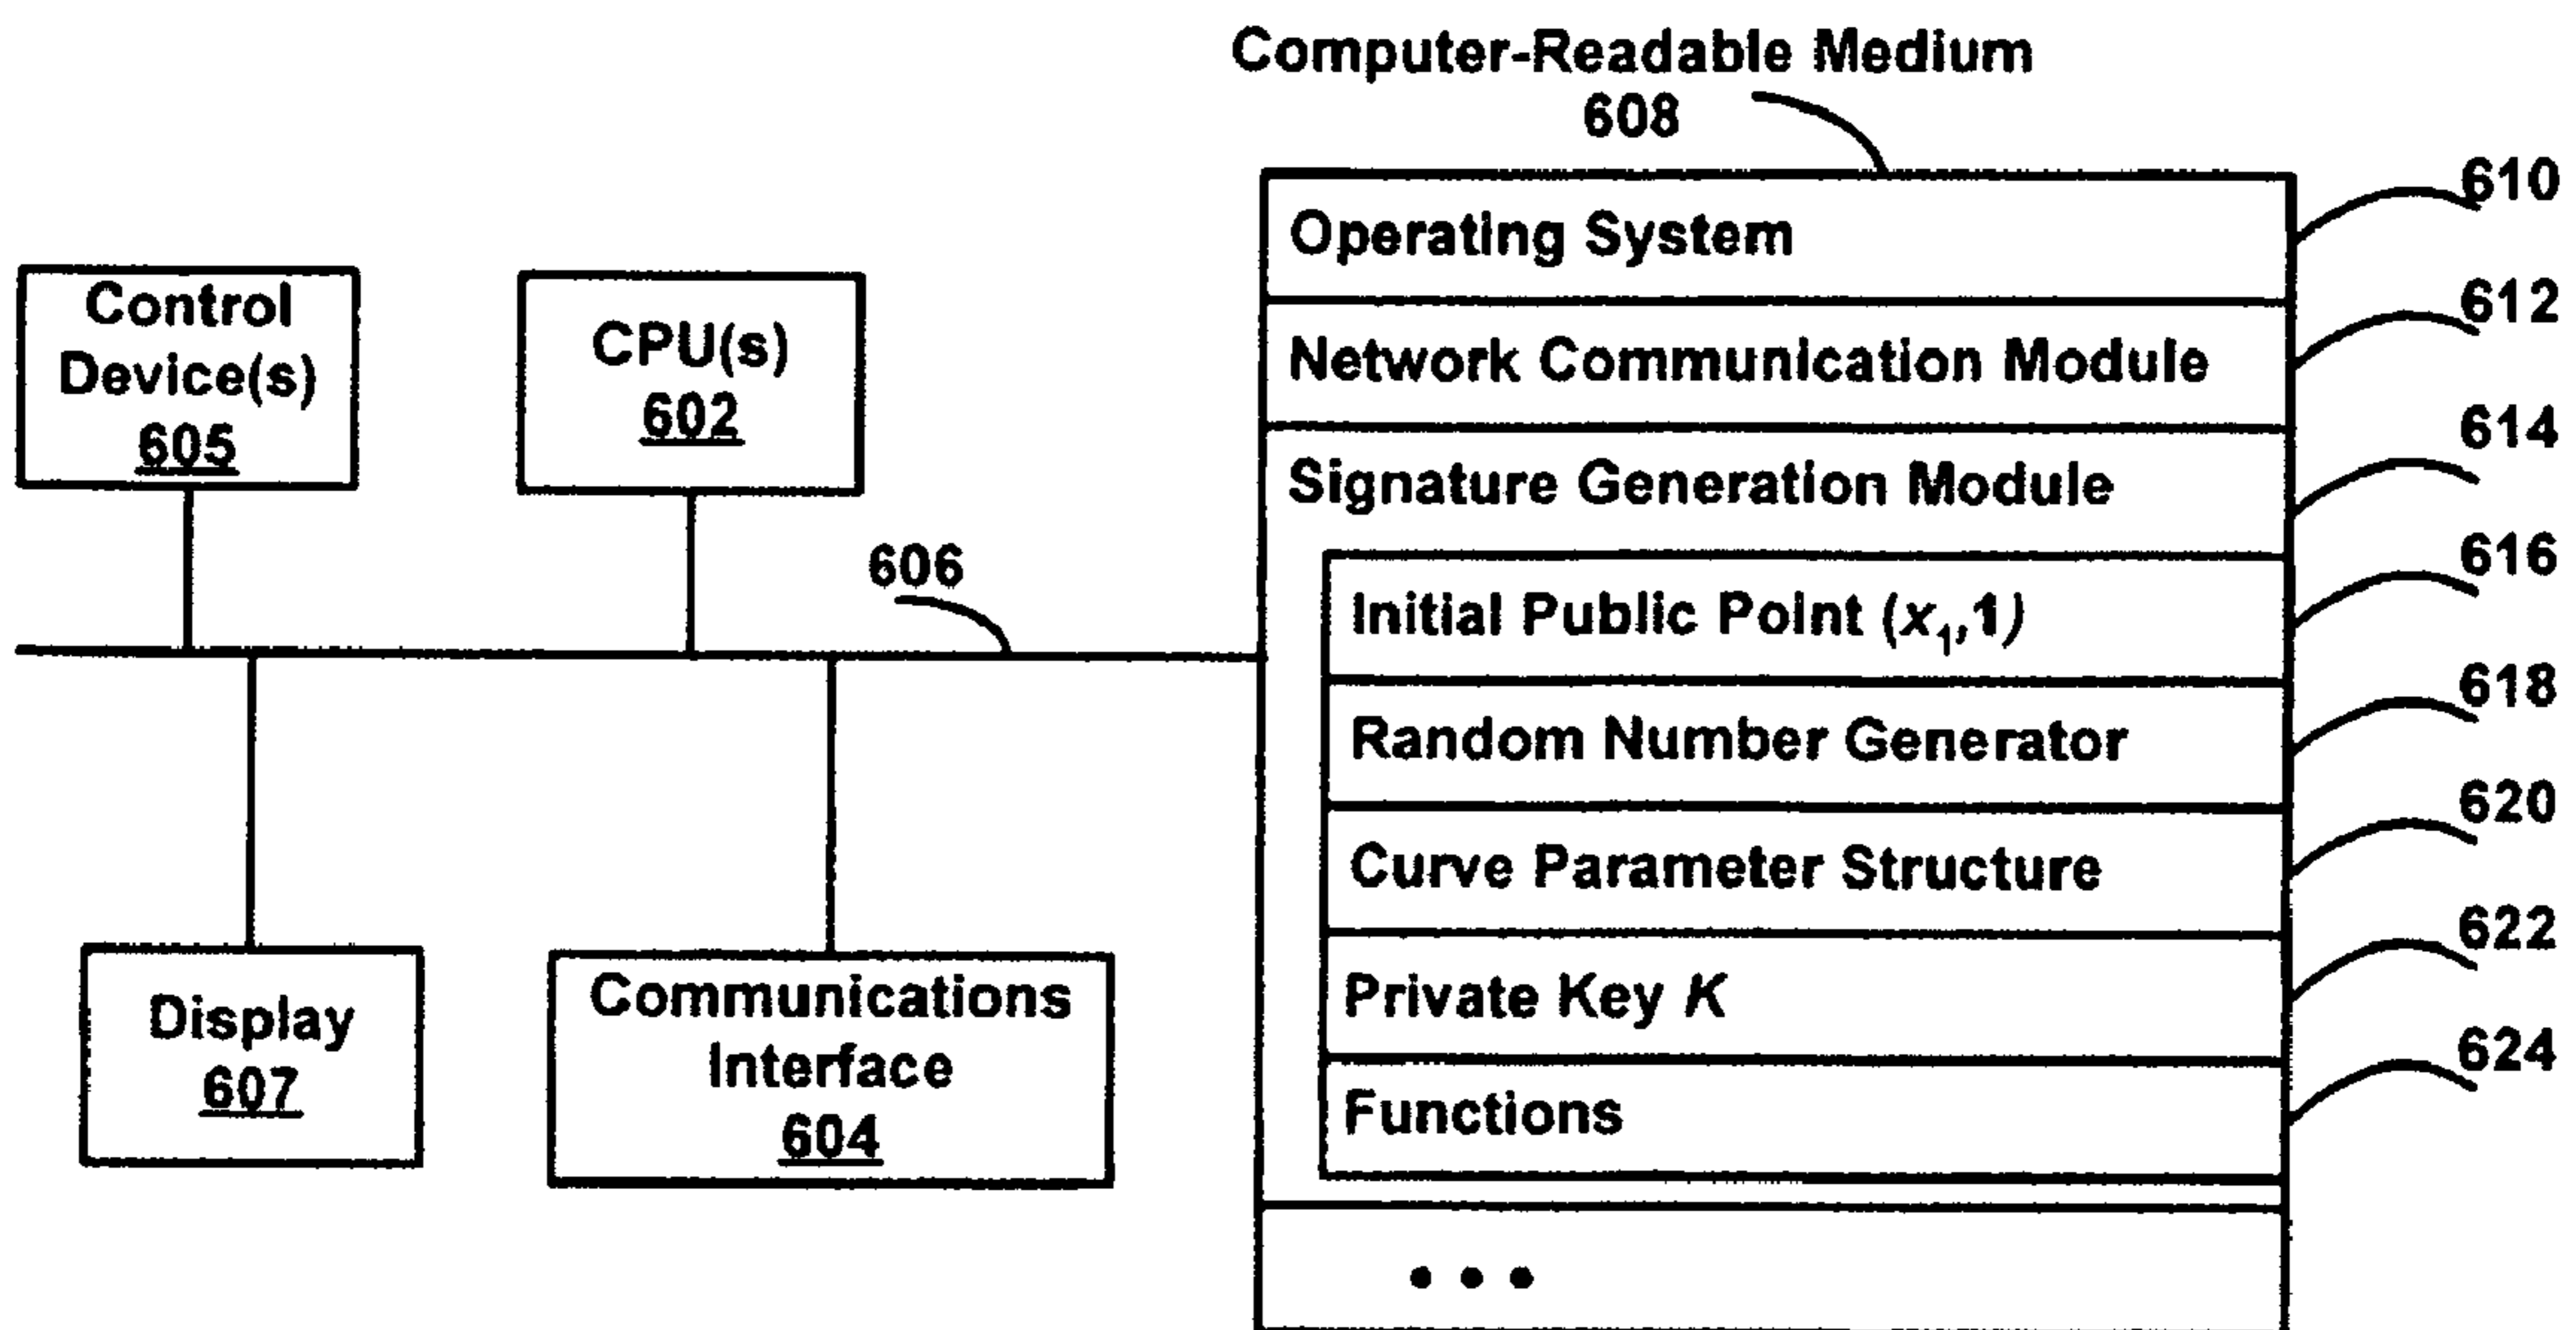 Computer-Readable Medium
608
Operating System
610
Network Communication Module
612
Signature Generation Module
614
Initial Public Point (x₁,1)
616
Random Number Generator
618
Curve Parameter Structure
620
Private Key K
622
Functions
624
• • •
Control
Device(s)
605
CPU(s)
602
606
Display
607
Communications
Interface
604